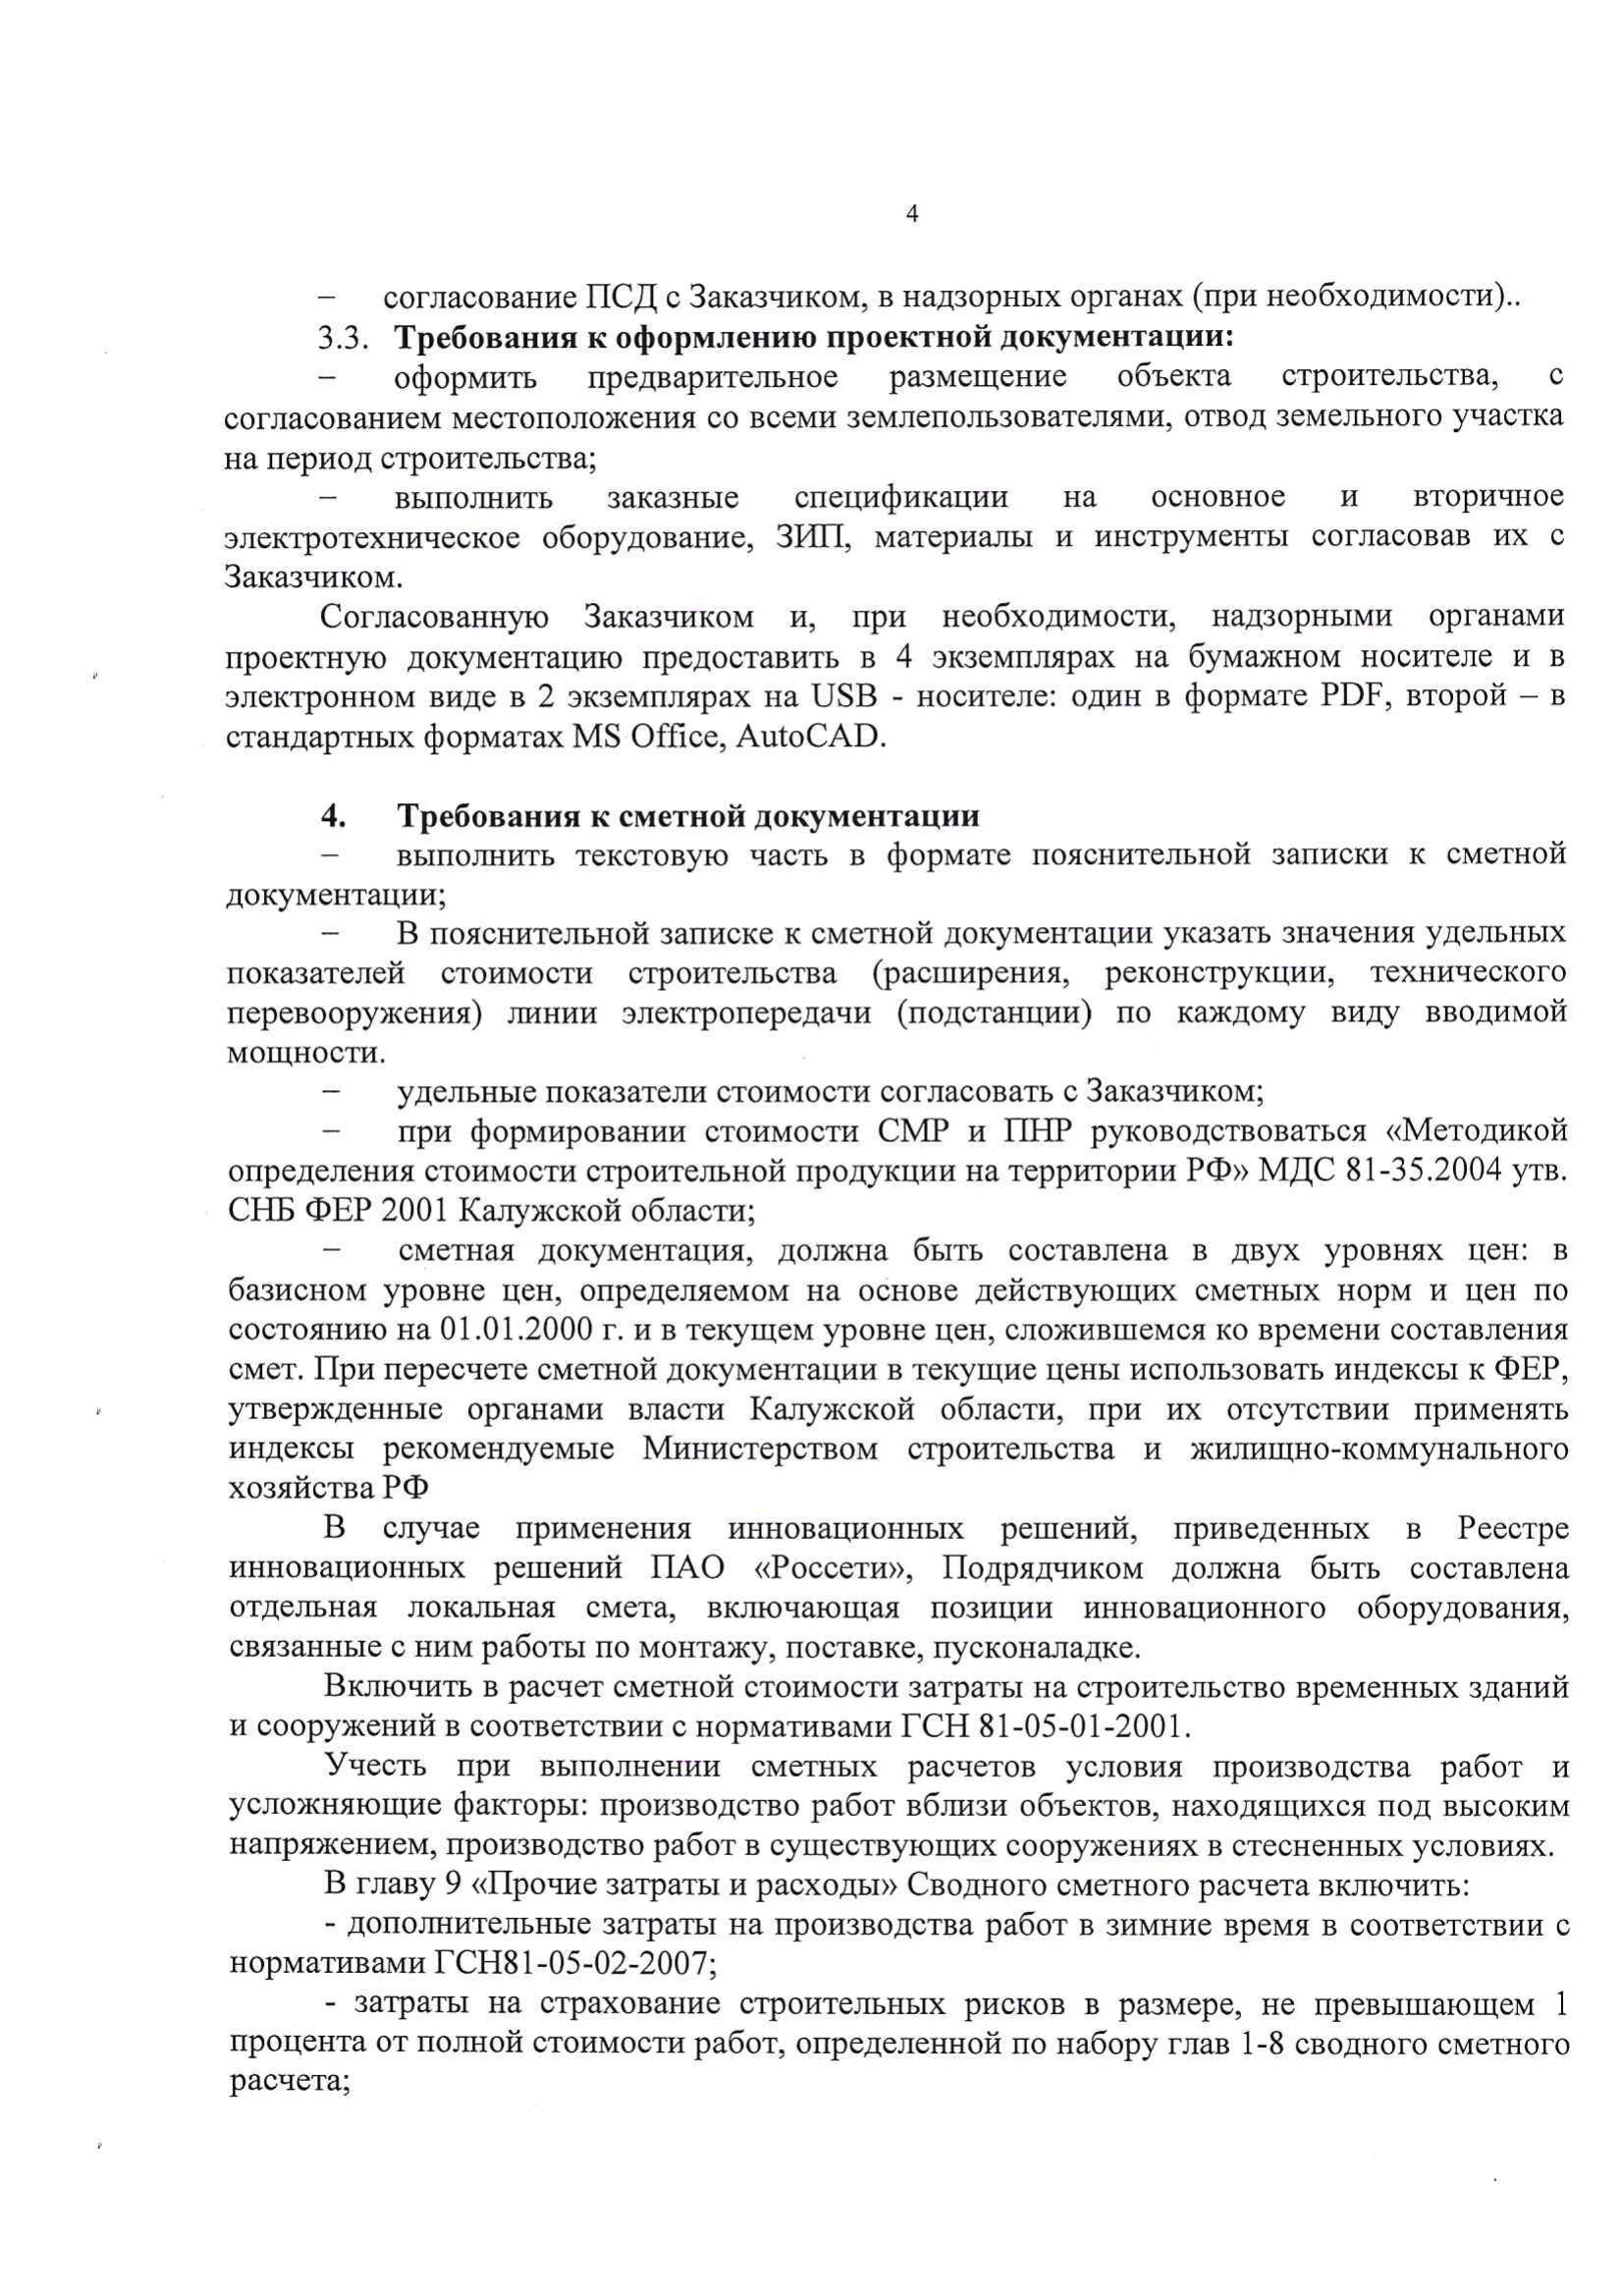 4
– согласование ПСД с Заказчиком, в надзорных органах (при необходимости)..
3.3. Требования к оформлению проектной документации:
– оформить предварительное размещение объекта строительства, с
согласованием местоположения со всеми землепользователями, отвод земельного участка
на период строительства;
– выполнить заказные спецификации на основное и вторичное
электротехническое оборудование, ЗИП, материалы и инструменты согласовав их с
Заказчиком.
Согласованную Заказчиком и, при необходимости, надзорными органами
проектную документацию предоставить в 4 экземплярах на бумажном носителе и в
электронном виде в 2 экземплярах на USB - носителе: один в формате PDF, второй – в
стандартных форматах MS Office, AutoCAD.
4. Требования к сметной документации
– выполнить текстовую часть в формате пояснительной записки к сметной
документации;
– В пояснительной записке к сметной документации указать значения удельных
показателей стоимости строительства (расширения, реконструкции, технического
перевооружения) линии электропередачи (подстанции) по каждому виду вводимой
мощности.
– удельные показатели стоимости согласовать с Заказчиком;
– при формировании стоимости СМР и ПНР руководствоваться «Методикой
определения стоимости строительной продукции на территории РФ» МДС 81-35.2004 утв.
СНБ ФЕР 2001 Калужской области;
– сметная документация, должна быть составлена в двух уровнях цен: в
базисном уровне цен, определяемом на основе действующих сметных норм и цен по
состоянию на 01.01.2000 г. и в текущем уровне цен, сложившемся ко времени составления
смет. При пересчете сметной документации в текущие цены использовать индексы к ФЕР,
утвержденные органами власти Калужской области, при их отсутствии применять
индексы рекомендуемые Министерством строительства и жилищно-коммунального
хозяйства РФ
В случае применения инновационных решений, приведенных в Реестре
инновационных решений ПАО «Россети», Подрядчиком должна быть составлена
отдельная локальная смета, включающая позиции инновационного оборудования,
связанные с ним работы по монтажу, поставке, пусконаладке.
Включить в расчет сметной стоимости затраты на строительство временных зданий
и сооружений в соответствии с нормативами ГСН 81-05-01-2001.
Учесть при выполнении сметных расчетов условия производства работ и
усложняющие факторы: производство работ вблизи объектов, находящихся под высоким
напряжением, производство работ в существующих сооружениях в стесненных условиях.
В главу 9 «Прочие затраты и расходы» Сводного сметного расчета включить:
- дополнительные затраты на производства работ в зимние время в соответствии с
нормативами ГСН81-05-02-2007;
- затраты на страхование строительных рисков в размере, не превышающем 1
процента от полной стоимости работ, определенной по набору глав 1-8 сводного сметного
расчета;